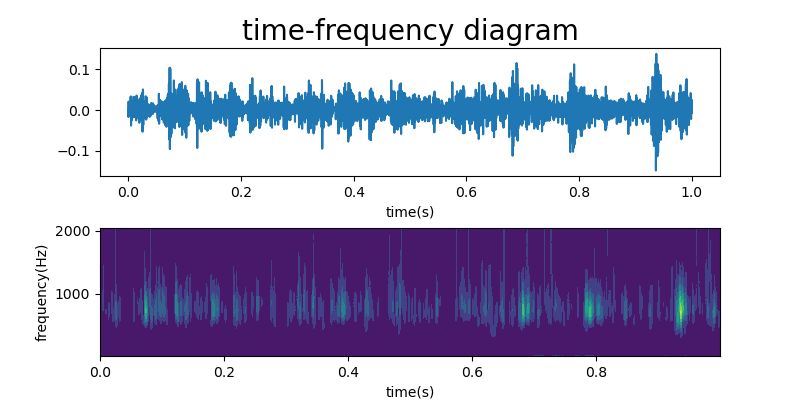 time-frequency diagram
0.1
0.0
−0.1
0.0 0.2 0.4 0.6 0.8 1.0
time(s)
2000
1000
frequency(Hz)
0.0 0.2 0.4 0.6 0.8
time(s)